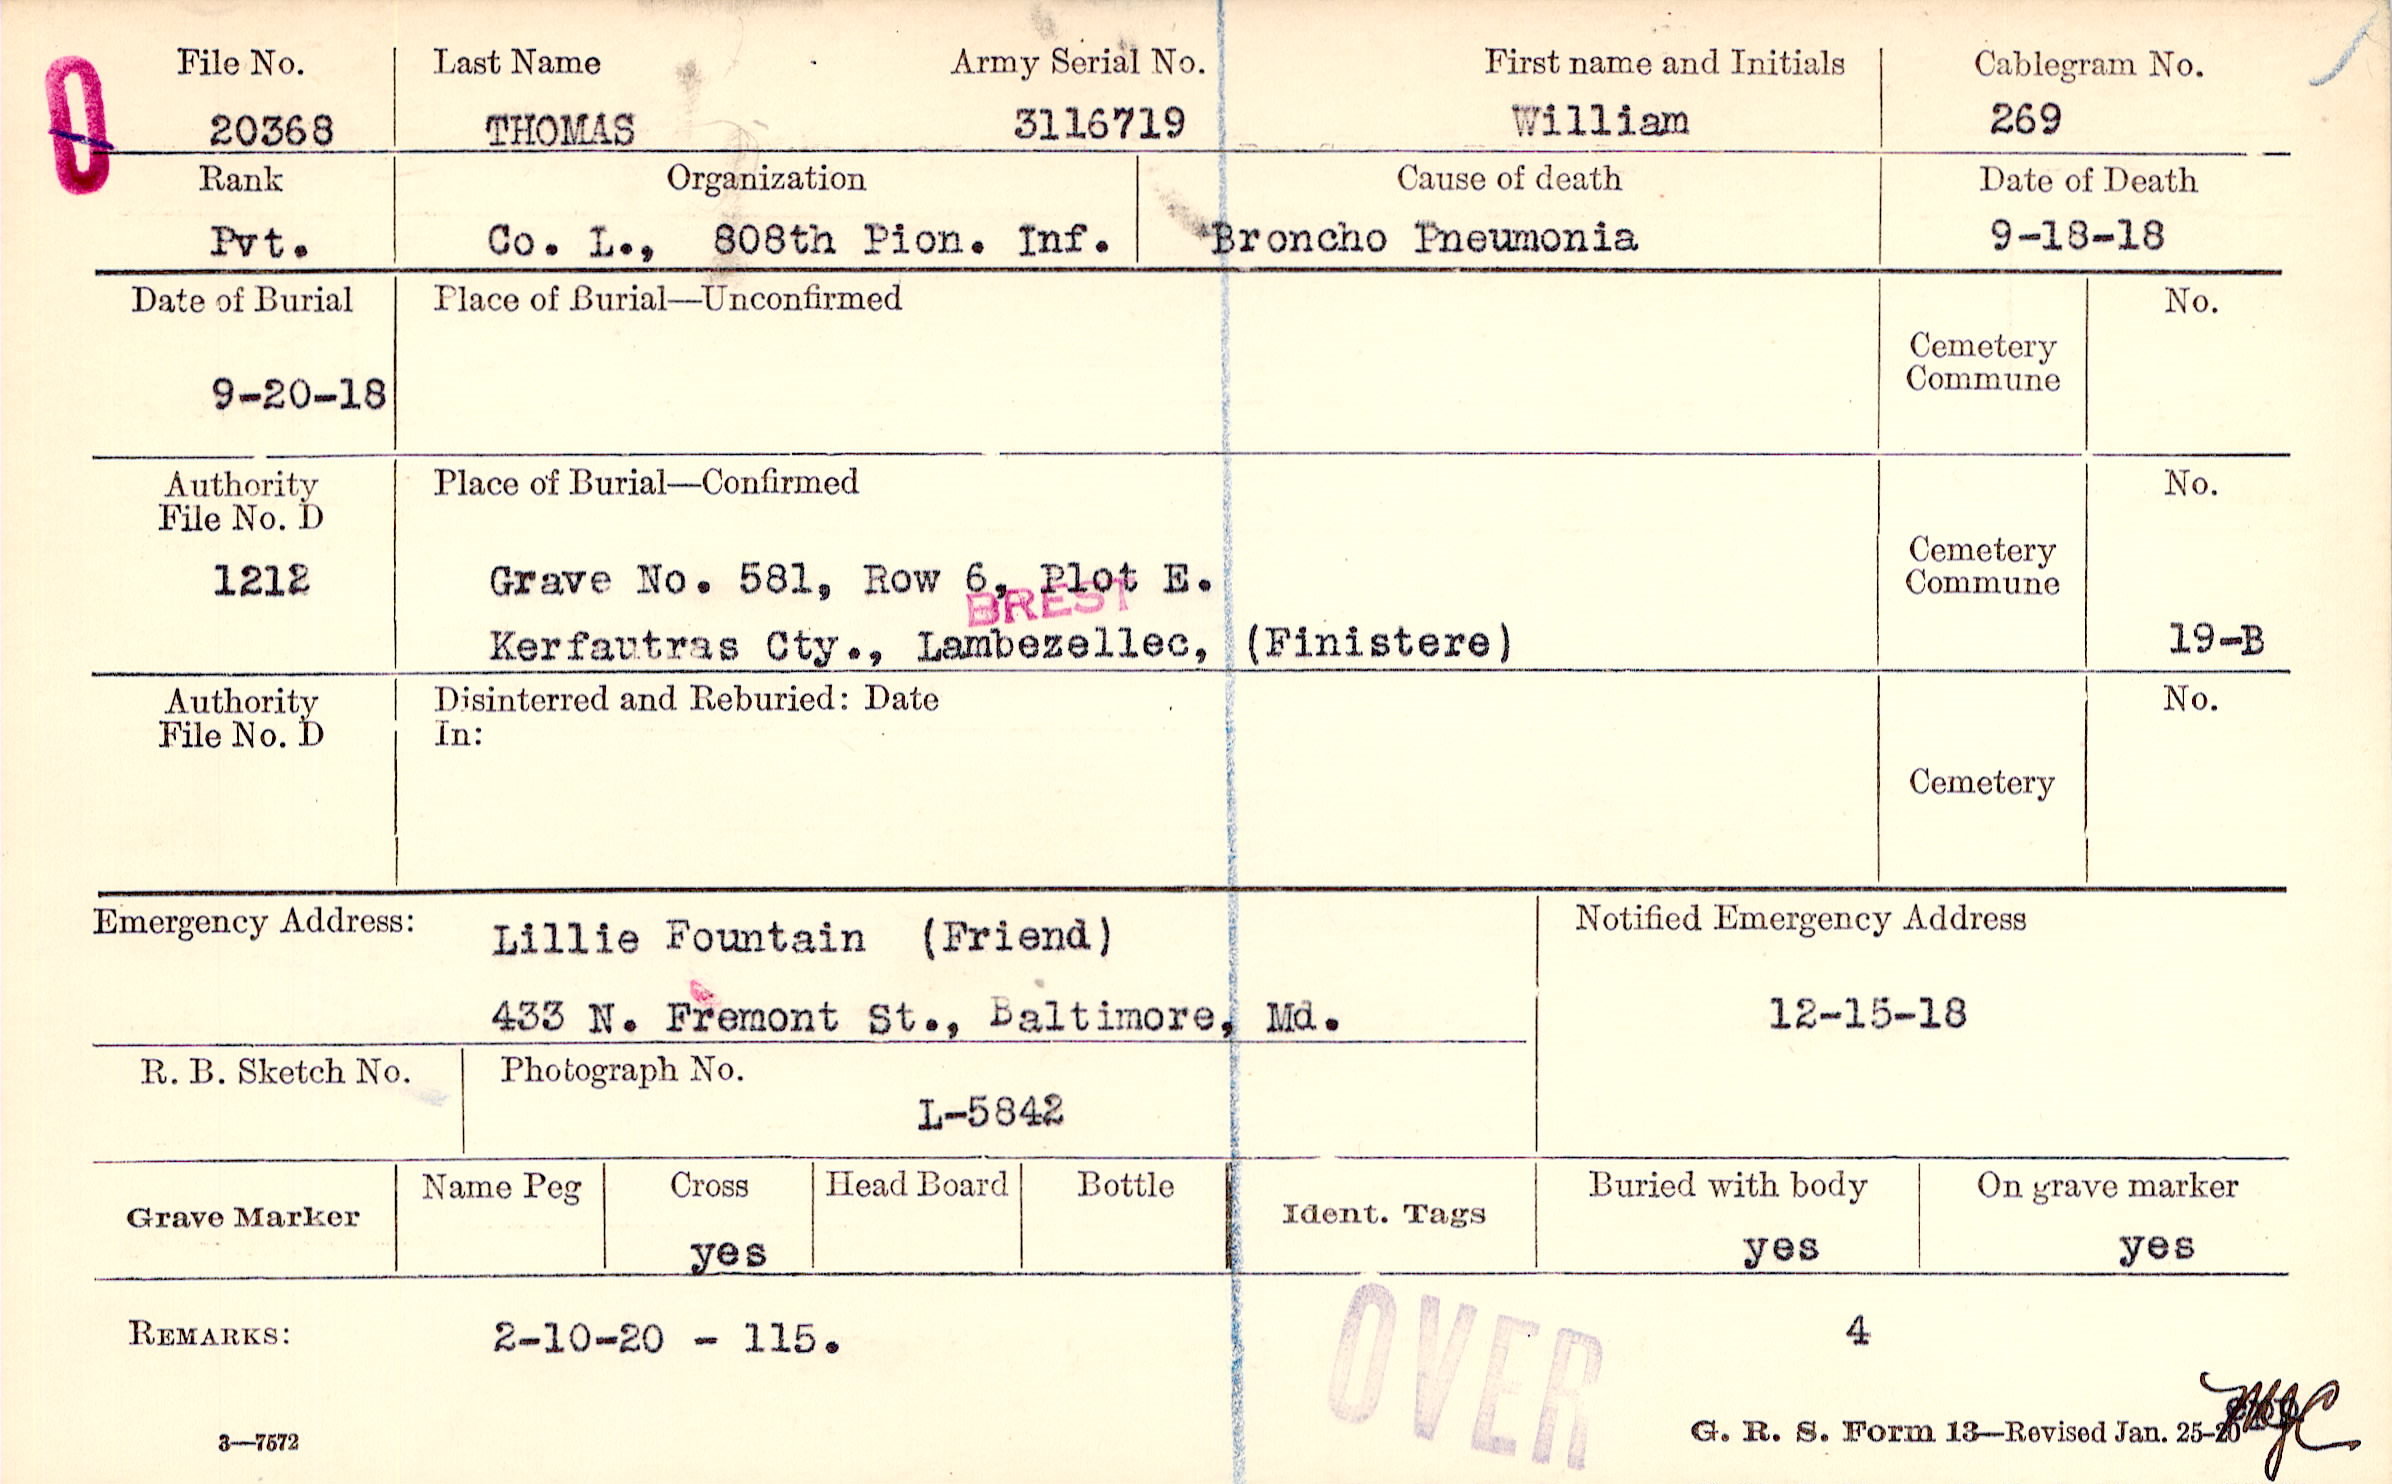 File No. Last Name Army Serial No. First name and Initials Cablegram No.
20368 THOMAS 3116719 William 269
Rank Organization Cause of death Date of Death
Pvt. Co. L., 808th Pion. Inf. Broncho Pneumonia 9-18-18
Date of Burial Place of Burial—Unconfirmed No.
Cemetery
Commune
9-20-18
Authority Place of Burial—Confirmed No.
File No. D
Cemetery
Commune
1212 Grave No. 581, Row 6, Plot E.
BREST
Kerfautras Cty., Lambezellec, (Finistere) 19-B
Authority Disinterred and Reburied: Date No.
File No. D In:
Cemetery
Emergency Address: Lillie Fountain (Friend) Notified Emergency Address
433 N. Fremont St., Baltimore, Md. 12-15-18
R. B. Sketch No. Photograph No.
L-5842
Grave Marker Name Peg Cross Head Board Bottle Ident. Tags Buried with body On grave marker
yes yes yes
REMARKS: 2-10-20 - 115. 4
OVER
3—7572 G. R. S. Form 13—Revised Jan. 25-20